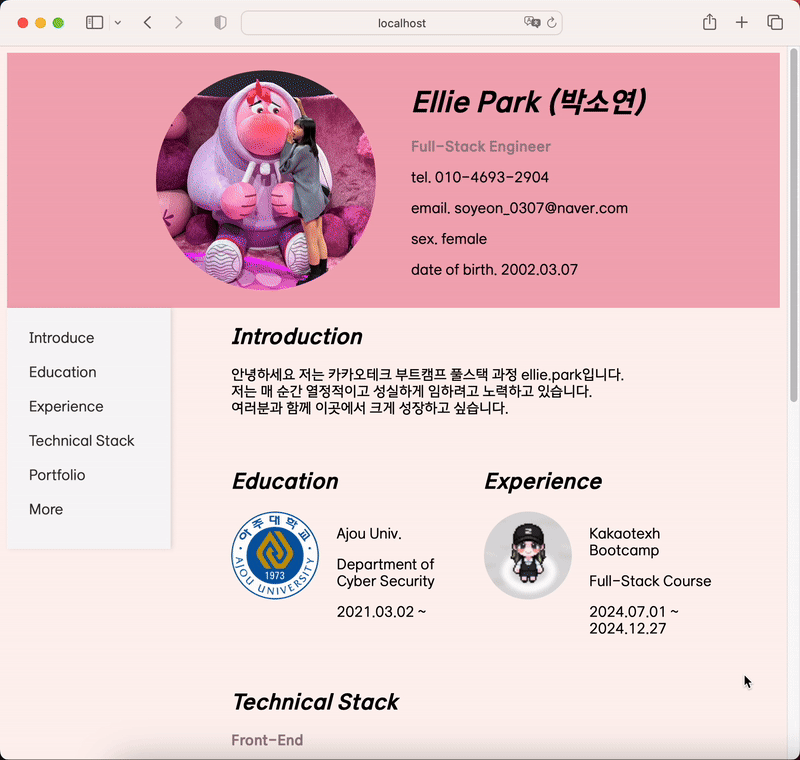 localhost
Ellie Park (박소연)
Full-Stack Engineer
tel. 010-4693-2904
email. soyeon_0307@naver.com
sex. female
date of birth. 2002.03.07
Introduce
Education
Experience
Technical Stack
Portfolio
More
Introduction
안녕하세요 저는 카카오테크 부트캠프 풀스택 과정 ellie.park입니다.
저는 매 순간 열정적이고 성실하게 임하려고 노력하고 있습니다.
여러분과 함께 이곳에서 크게 성장하고 싶습니다.
Education
아주대학교
1973
AJOU UNIVERSITY
Ajou Univ.
Department of
Cyber Security
2021.03.02 ~
Experience
Kakaotexh
Bootcamp
Full-Stack Course
2024.07.01 ~
2024.12.27
Technical Stack
Front-End